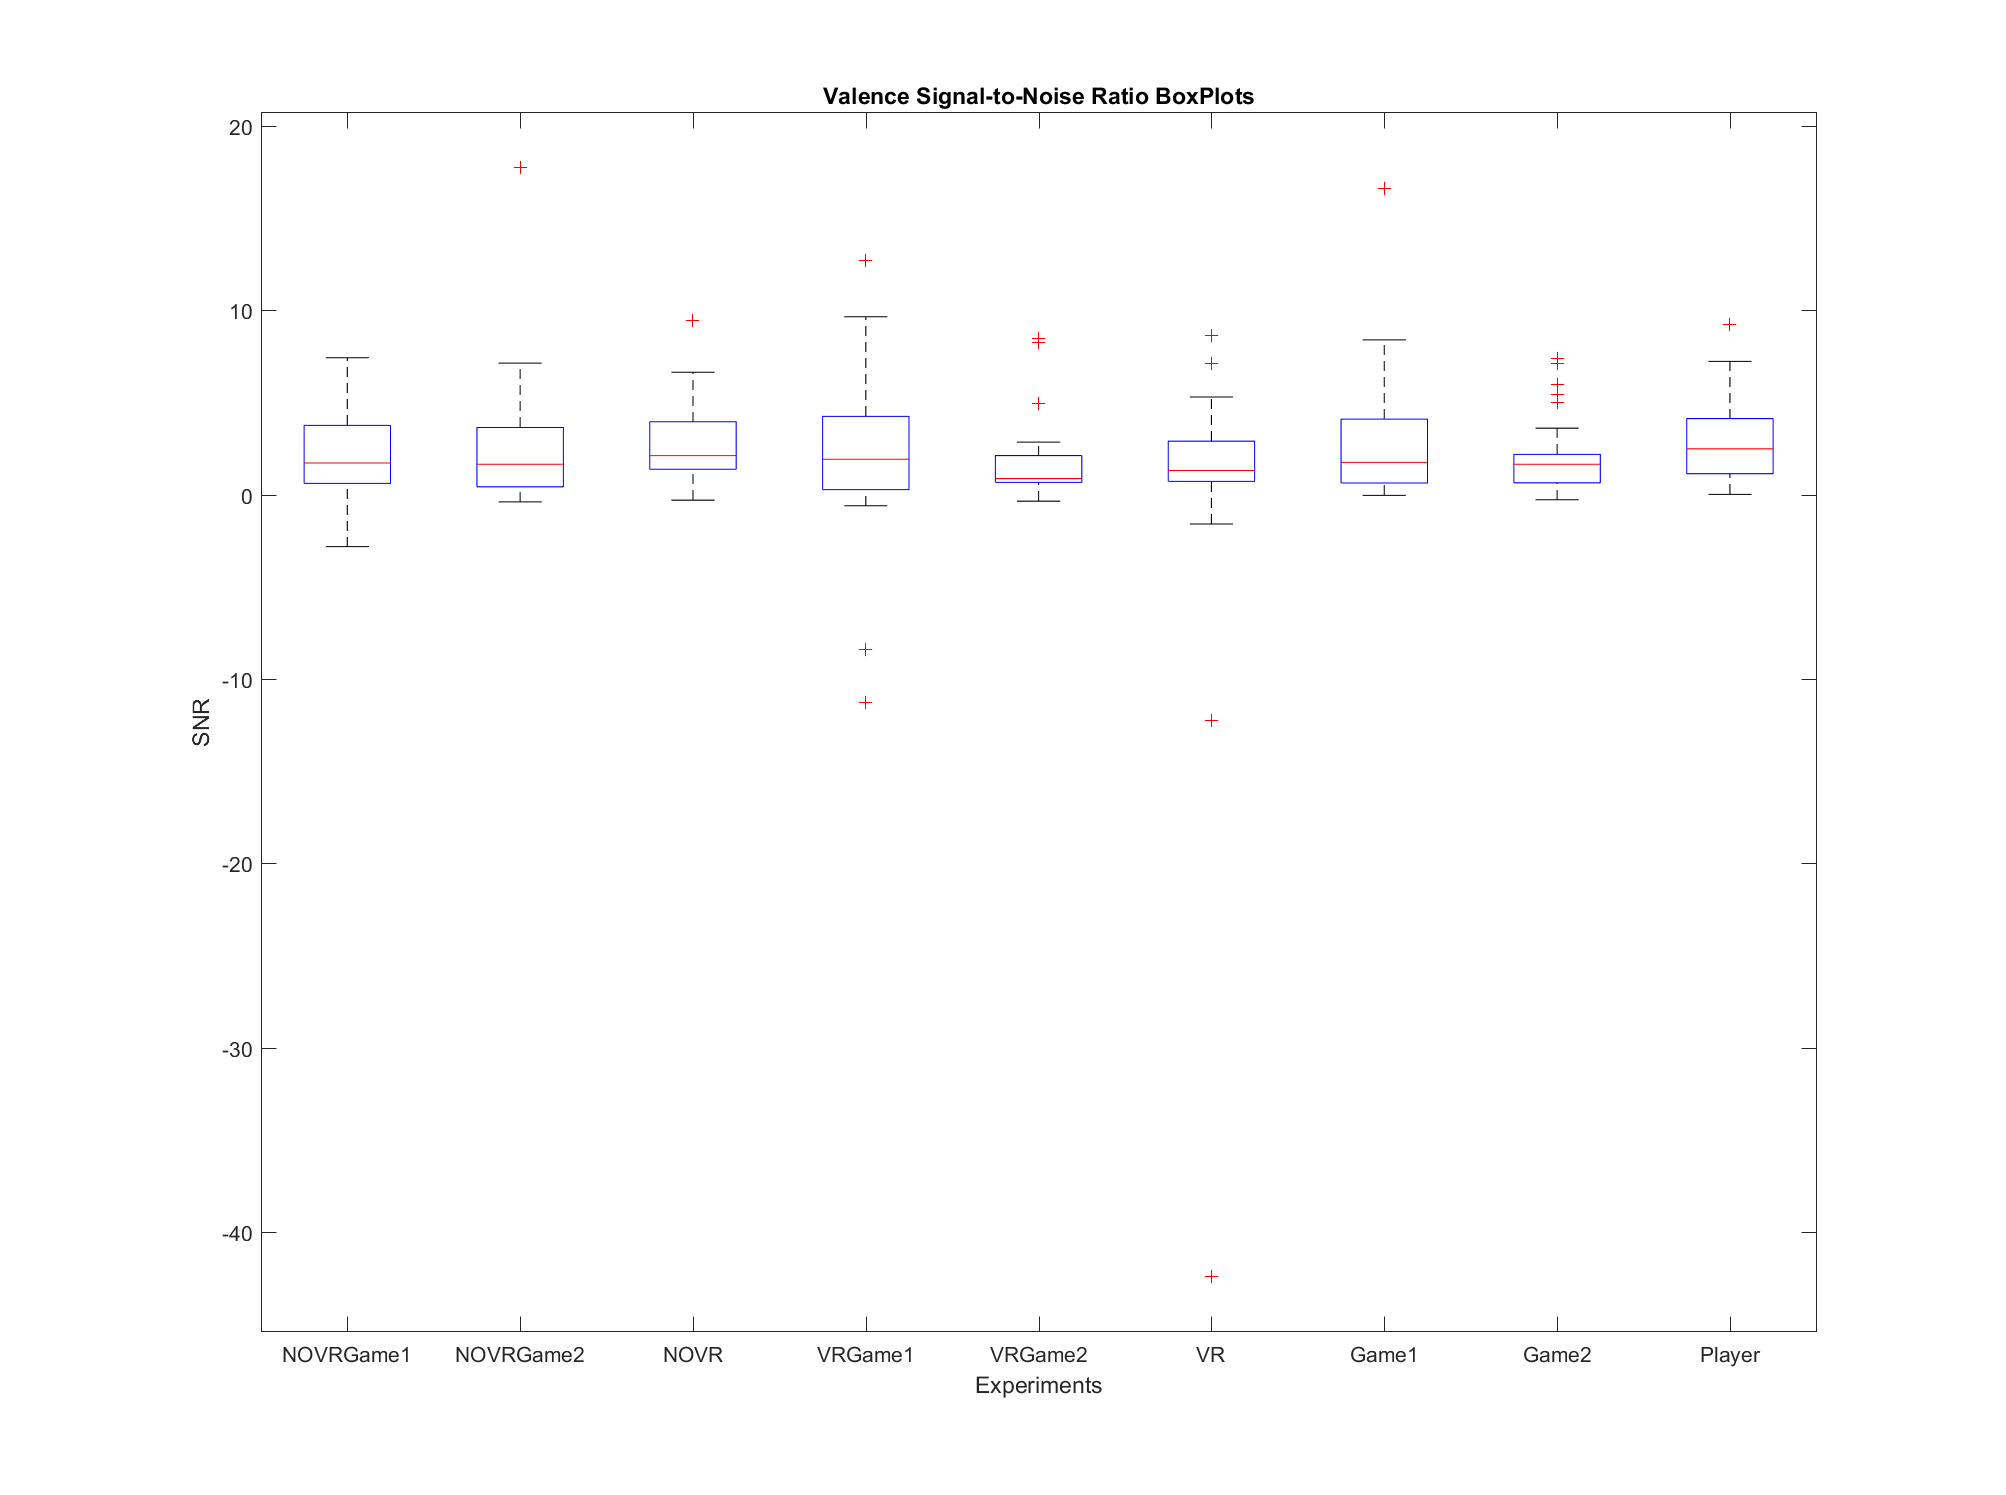 Valence Signal-to-Noise Ratio BoxPlots
20
10
0
-10
-20
-30
-40
SNR
NOVRGame1 NOVRGame2 NOVR VRGame1 VRGame2 VR Game1 Game2 Player
Experiments